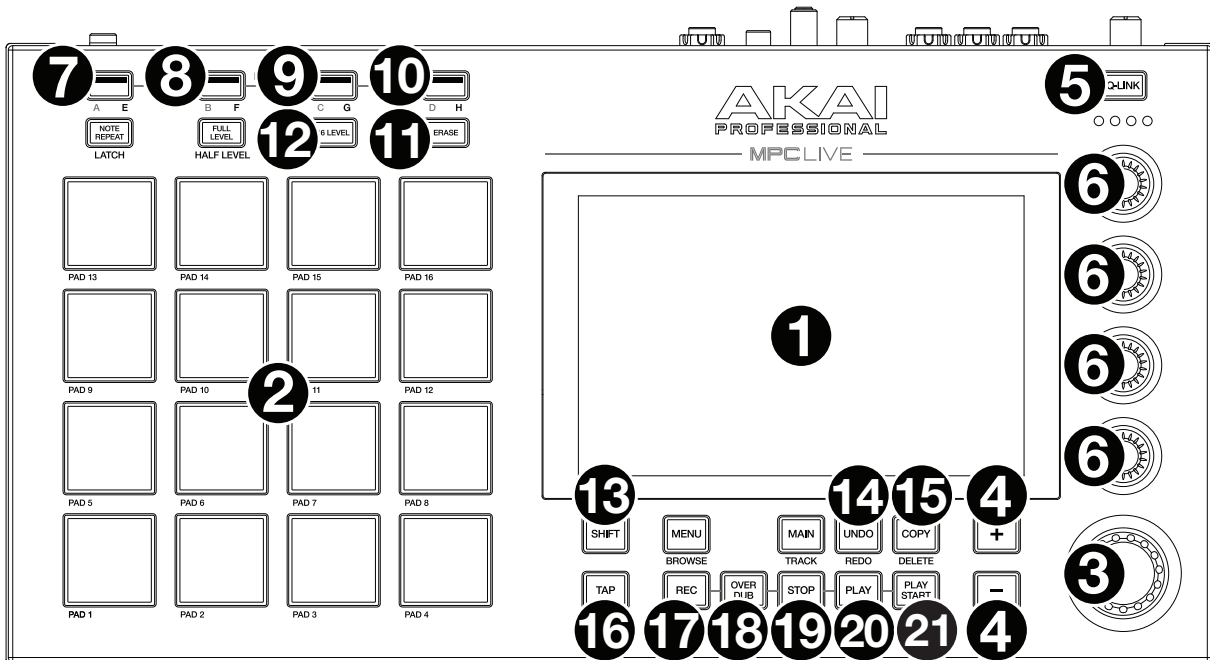 7
8
9
10
5
Q-LINK
A E
B F
C G
D H
NOTE
REPEAT
LATCH
FULL
LEVEL
HALF LEVEL
12
6 LEVEL
11
ERASE
AKAI
PROFESSIONAL
MPCLIVE
6
6
6
6
1
PAD 13
PAD 14
PAD 15
PAD 16
PAD 9
PAD 10
11
PAD 12
2
PAD 5
PAD 6
PAD 7
PAD 8
PAD 1
PAD 2
PAD 3
PAD 4
13
14
15
4
SHIFT
MENU
BROWSE
MAIN
TRACK
UNDO
REDO
COPY
DELETE
+
3
TAP
REC
OVER
DUB
STOP
PLAY
PLAY
START
−
16
17
18
19
20
21
4